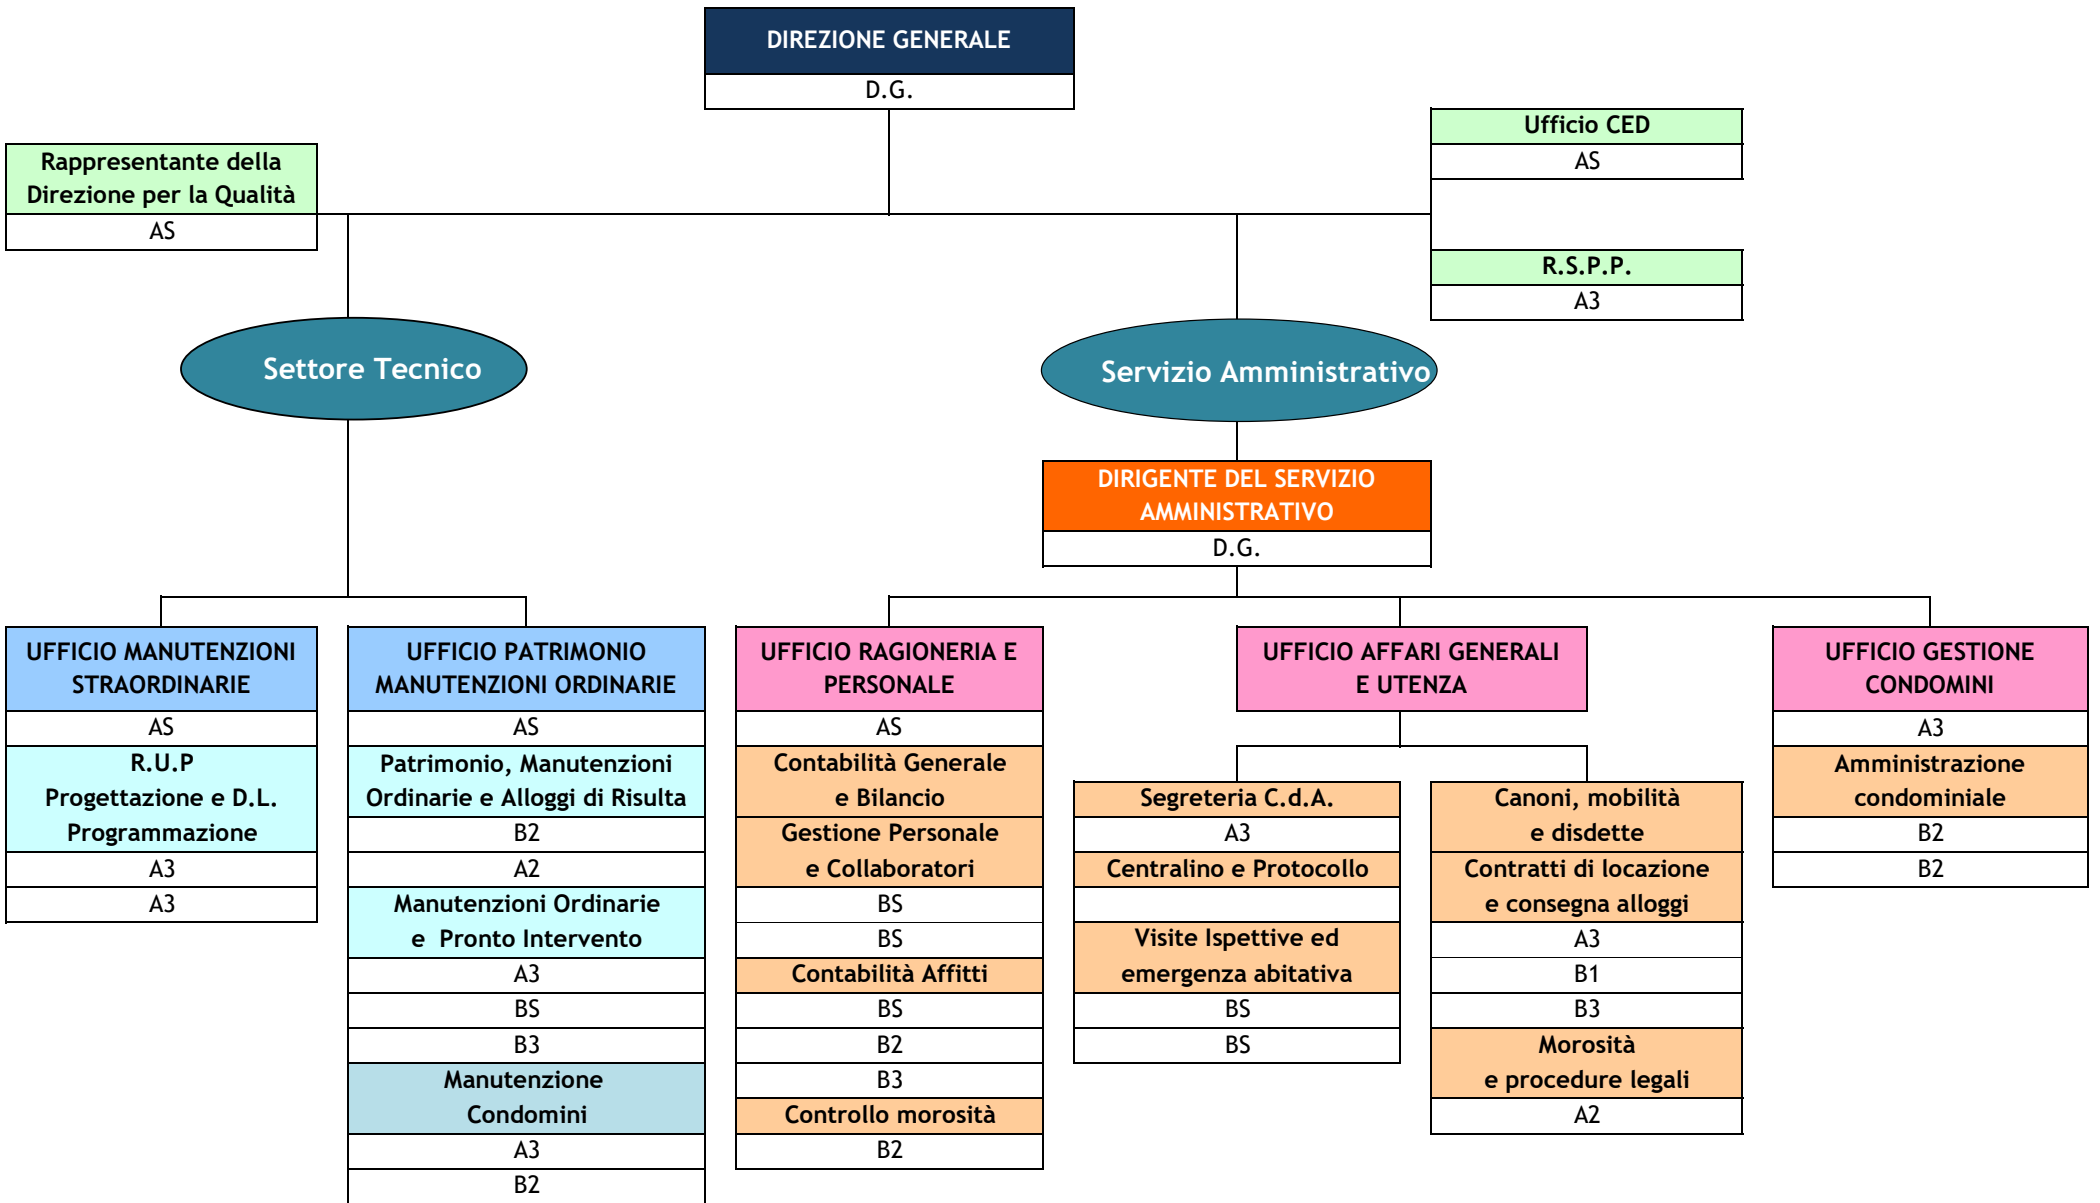 DIREZIONE GENERALE
D.G.
Ufficio CED
AS
Rappresentante della
Direzione per la Qualità
AS
R.S.P.P.
A3
Settore Tecnico
Servizio Amministrativo
DIRIGENTE DEL SERVIZIO
AMMINISTRATIVO
D.G.
UFFICIO MANUTENZIONI
STRAORDINARIE
AS
R.U.P
Progettazione e D.L.
Programmazione
A3
A3
UFFICIO PATRIMONIO
MANUTENZIONI ORDINARIE
AS
Patrimonio, Manutenzioni
Ordinarie e Alloggi di Risulta
B2
A2
Manutenzioni Ordinarie
e Pronto Intervento
A3
BS
B3
Manutenzione
Condomini
A3
B2
UFFICIO RAGIONERIA E
PERSONALE
AS
Contabilità Generale
e Bilancio
Gestione Personale
e Collaboratori
BS
BS
Contabilità Affitti
BS
B2
B3
Controllo morosità
B2
UFFICIO AFFARI GENERALI
E UTENZA
Segreteria C.d.A.
A3
Centralino e Protocollo
Visite Ispettive ed
emergenza abitativa
BS
BS
Canoni, mobilità
e disdette
Contratti di locazione
e consegna alloggi
A3
B1
B3
Morosità
e procedure legali
A2
UFFICIO GESTIONE
CONDOMINI
A3
Amministrazione
condominiale
B2
B2